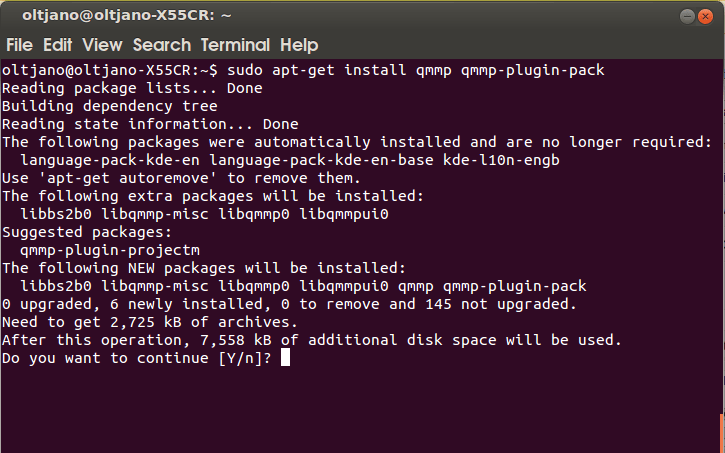 oltjano@oltjano-X55CR: ~
File Edit View Search Terminal Help
oltjano@oltjano-X55CR:~$ sudo apt-get install qmmp qmmp-plugin-pack
Reading package lists... Done
Building dependency tree
Reading state information... Done
The following packages were automatically installed and are no longer required:
  language-pack-kde-en language-pack-kde-en-base kde-l10n-engb
Use 'apt-get autoremove' to remove them.
The following extra packages will be installed:
  libbs2b0 libqmmp-misc libqmmp0 libqmmpui0
Suggested packages:
  qmmp-plugin-projectm
The following NEW packages will be installed:
  libbs2b0 libqmmp-misc libqmmp0 libqmmpui0 qmmp qmmp-plugin-pack
0 upgraded, 6 newly installed, 0 to remove and 145 not upgraded.
Need to get 2,725 kB of archives.
After this operation, 7,558 kB of additional disk space will be used.
Do you want to continue [Y/n]?